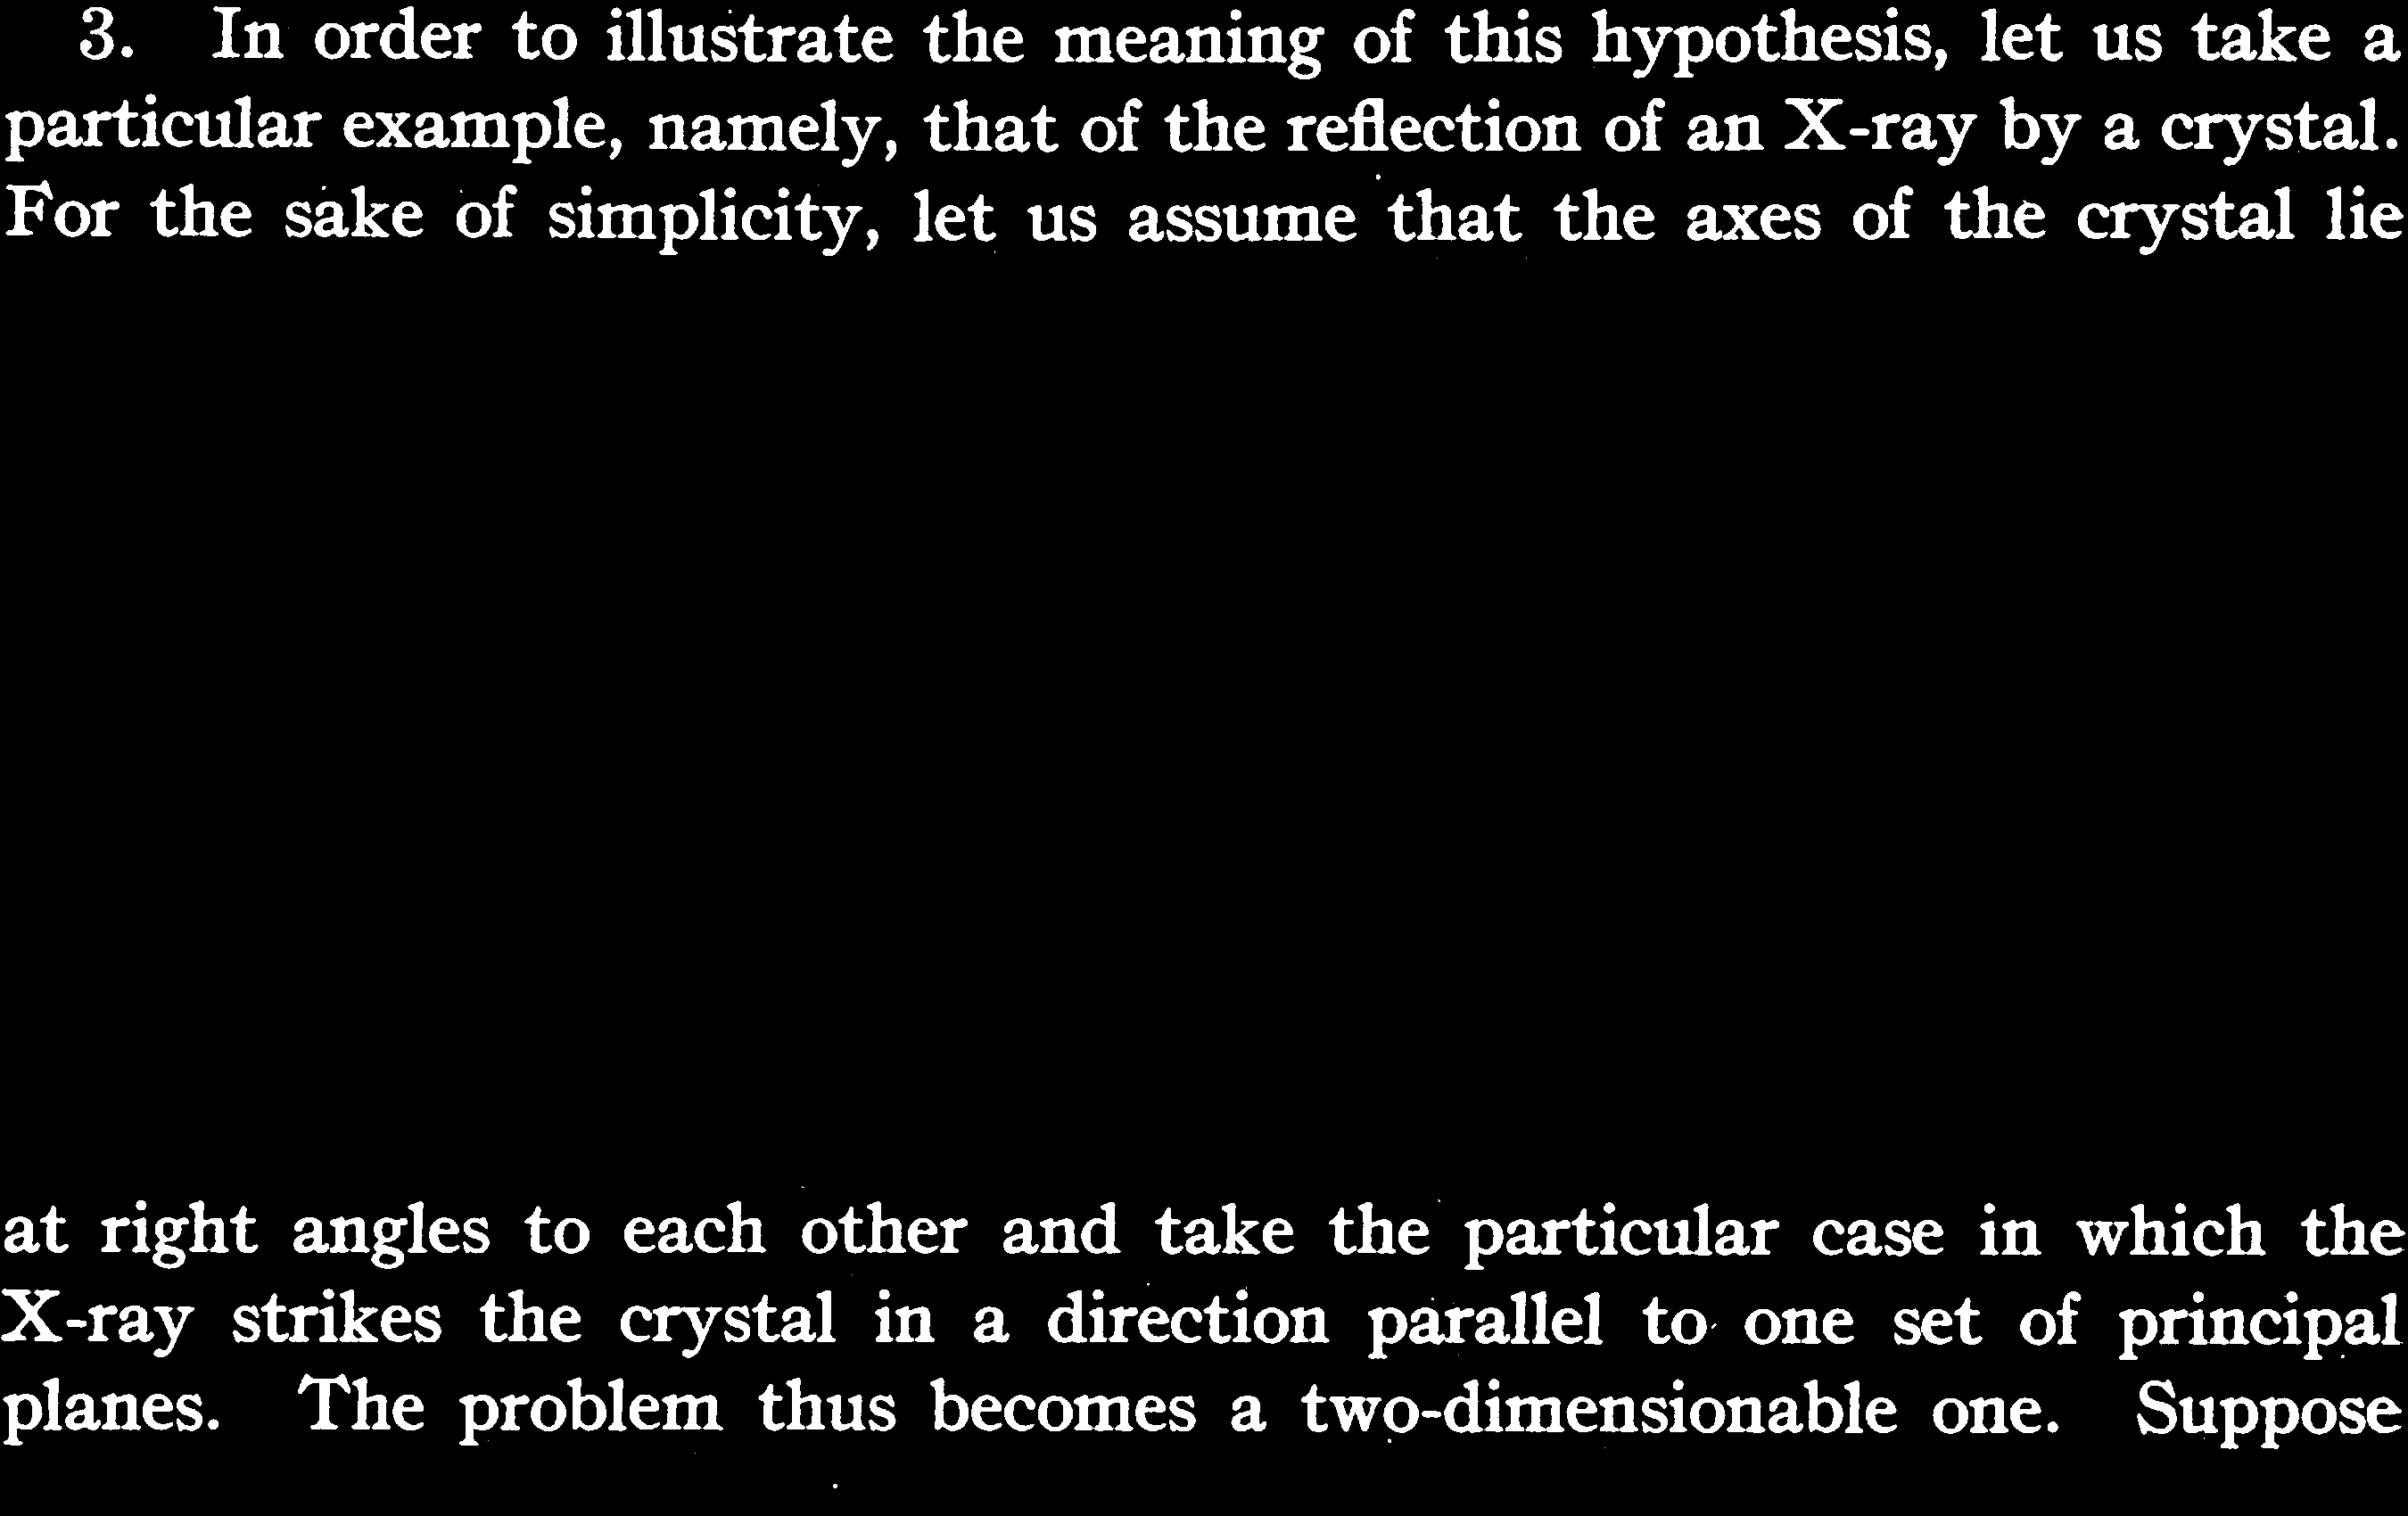 3. In order to illustrate the meaning of this hypothesis, let us take a
particular example, namely, that of the reflection of an X-ray by a crystal.
For the sake of simplicity, let us assume that the axes of the crystal lie
at right angles to each other and take the particular case in which the
X-ray strikes the crystal in a direction parallel to one set of principal
planes. The problem thus becomes a two-dimensionable one. Suppose